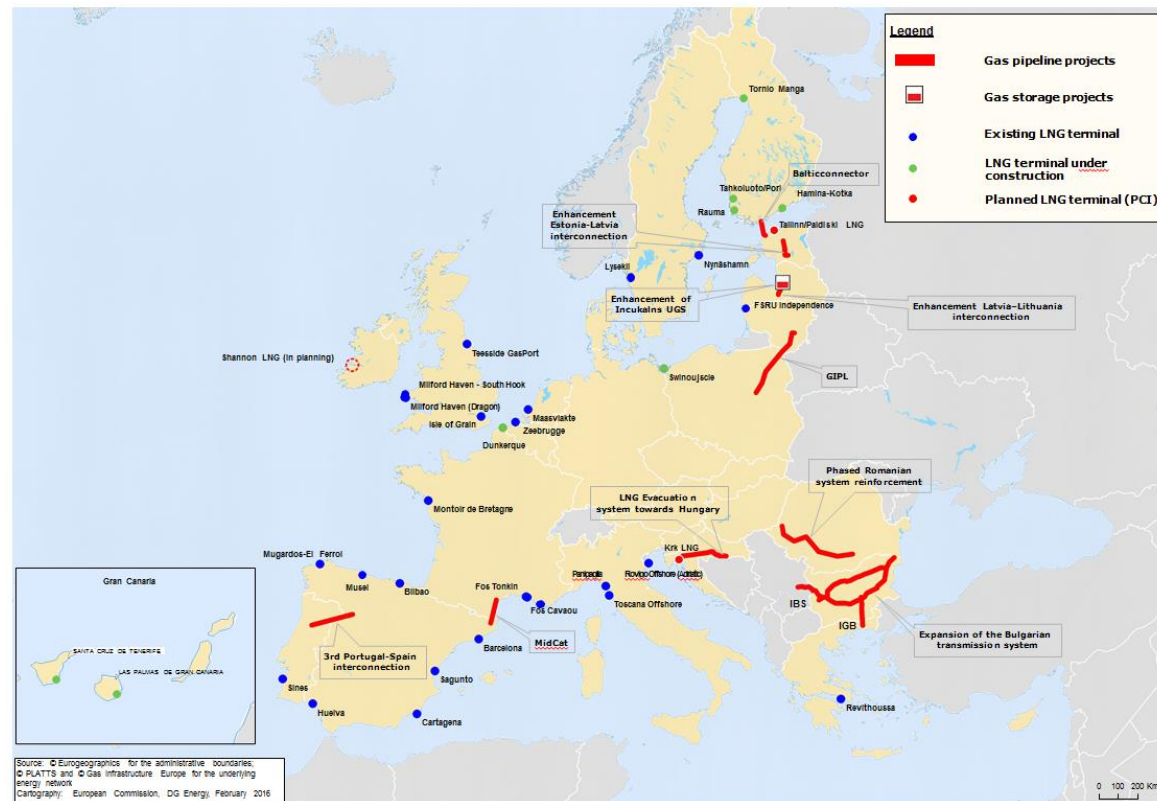 Legend
Gas pipeline projects
Gas storage projects
Existing LNG terminal
LNG terminal under
construction
Planned LNG terminal (PCI)
Tornio Manga
Balticconnector
Tahkoluoto/Pori
Hamina-Kotka
Rauma
Tallinn/Paldiski LNG
Enhancement
Estonia-Latvia
interconnection
Nynäshamn
Lysekil
Enhancement of
Incukalns UGS
FSRU Independence
Enhancement Latvia-Lithuania
interconnection
Shannon LNG (in planning)
Teesside GasPort
Swinoujscie
GIPL
Milford Haven - South Hook
Milford Haven (Dragon)
Isle of Grain
Maasvlakte
Zeebrugge
Dunkerque
Phased Romanian
system reinforcement
LNG Evacuation
system towards Hungary
Montoir de Bretagne
Krk LNG
Mugardos-El Ferrol
Musel
Bilbao
Fos Tonkin
Fos Cavaou
Panigaglia
Rovigo Offshore (Adriatic)
Toscana Offshore
IBS
IGB
Gran Canaria
MidCat
Expansion of the Bulgarian
transmission system
3rd Portugal-Spain
interconnection
Barcelona
SANTA CRUZ DE TENERIFE
LAS PALMAS DE GRAN CANARIA
Sagunto
Sines
Huelva
Cartagena
Revithoussa
Source: © Eurogeographics for the administrative boundaries;
© PLATTS and © Gas Infrastructure Europe for the underlying
energy network
Cartography: European Commission, DG Energy, February 2016
0 100 200 Km